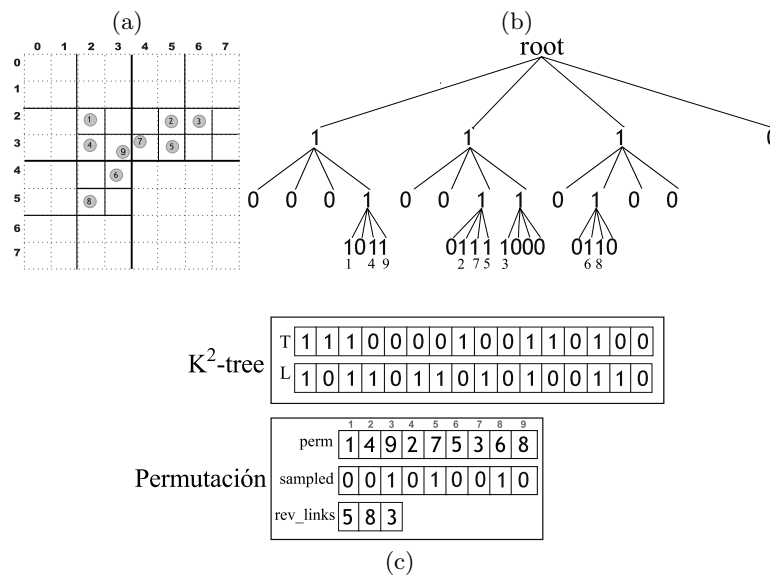 (a)
(b)
0 1 2 3 4 5 6 7
0
1
2
3
4
5
6
7
1 2 3
4 9 7 5
6
8
root
1 1 1
0 0 0 1 0 0 1 1 0 1 0 0
1011 0111 1000 0110
1 4 9 2 7 5 3 6 8
K²-tree
T 1 1 1 0 0 0 0 1 0 0 1 1 0 1 0 0
L 1 0 1 1 0 1 1 0 1 0 1 0 0 1 1 0
Permutación
1 2 3 4 5 6 7 8 9
perm 1 4 9 2 7 5 3 6 8
sampled 0 0 1 0 1 0 0 1 0
rev_links 5 8 3
(c)